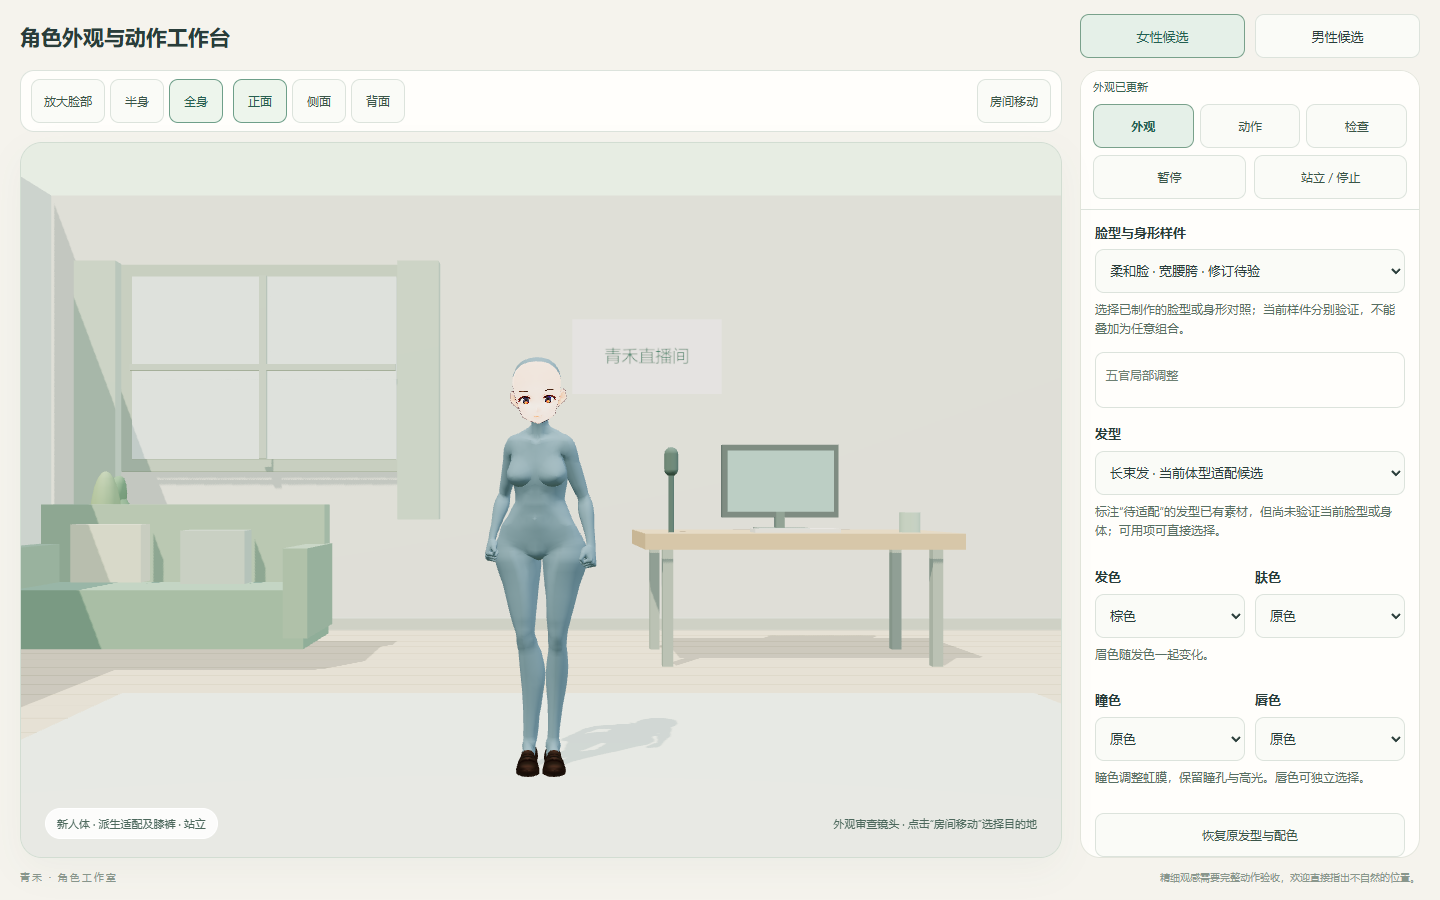 角色外观与动作工作台
女性候选
男性候选
放大脸部
半身
全身
正面
侧面
背面
房间移动
外观已更新
外观
动作
检查
暂停
站立 / 停止
脸型与身形样件
柔和脸 · 宽腰胯 · 修订待验
选择已制作的脸型或身形对照；当前样件分别验证，不能
叠加为任意组合。
五官局部调整
发型
长束发 · 当前体型适配候选
标注“待适配”的发型已有素材，但尚未验证当前脸型或身
体；可用项可直接选择。
发色
肤色
棕色
原色
眉色随发色一起变化。
瞳色
唇色
原色
原色
瞳色调整虹膜，保留瞳孔与高光。唇色可独立选择。
恢复原发型与配色
青禾直播间
新人体 · 派生适配及膝裤 · 站立
外观审查镜头 · 点击“房间移动”选择目的地
青禾 · 角色工作室
精细观感需要完整动作验收，欢迎直接指出不自然的位置。